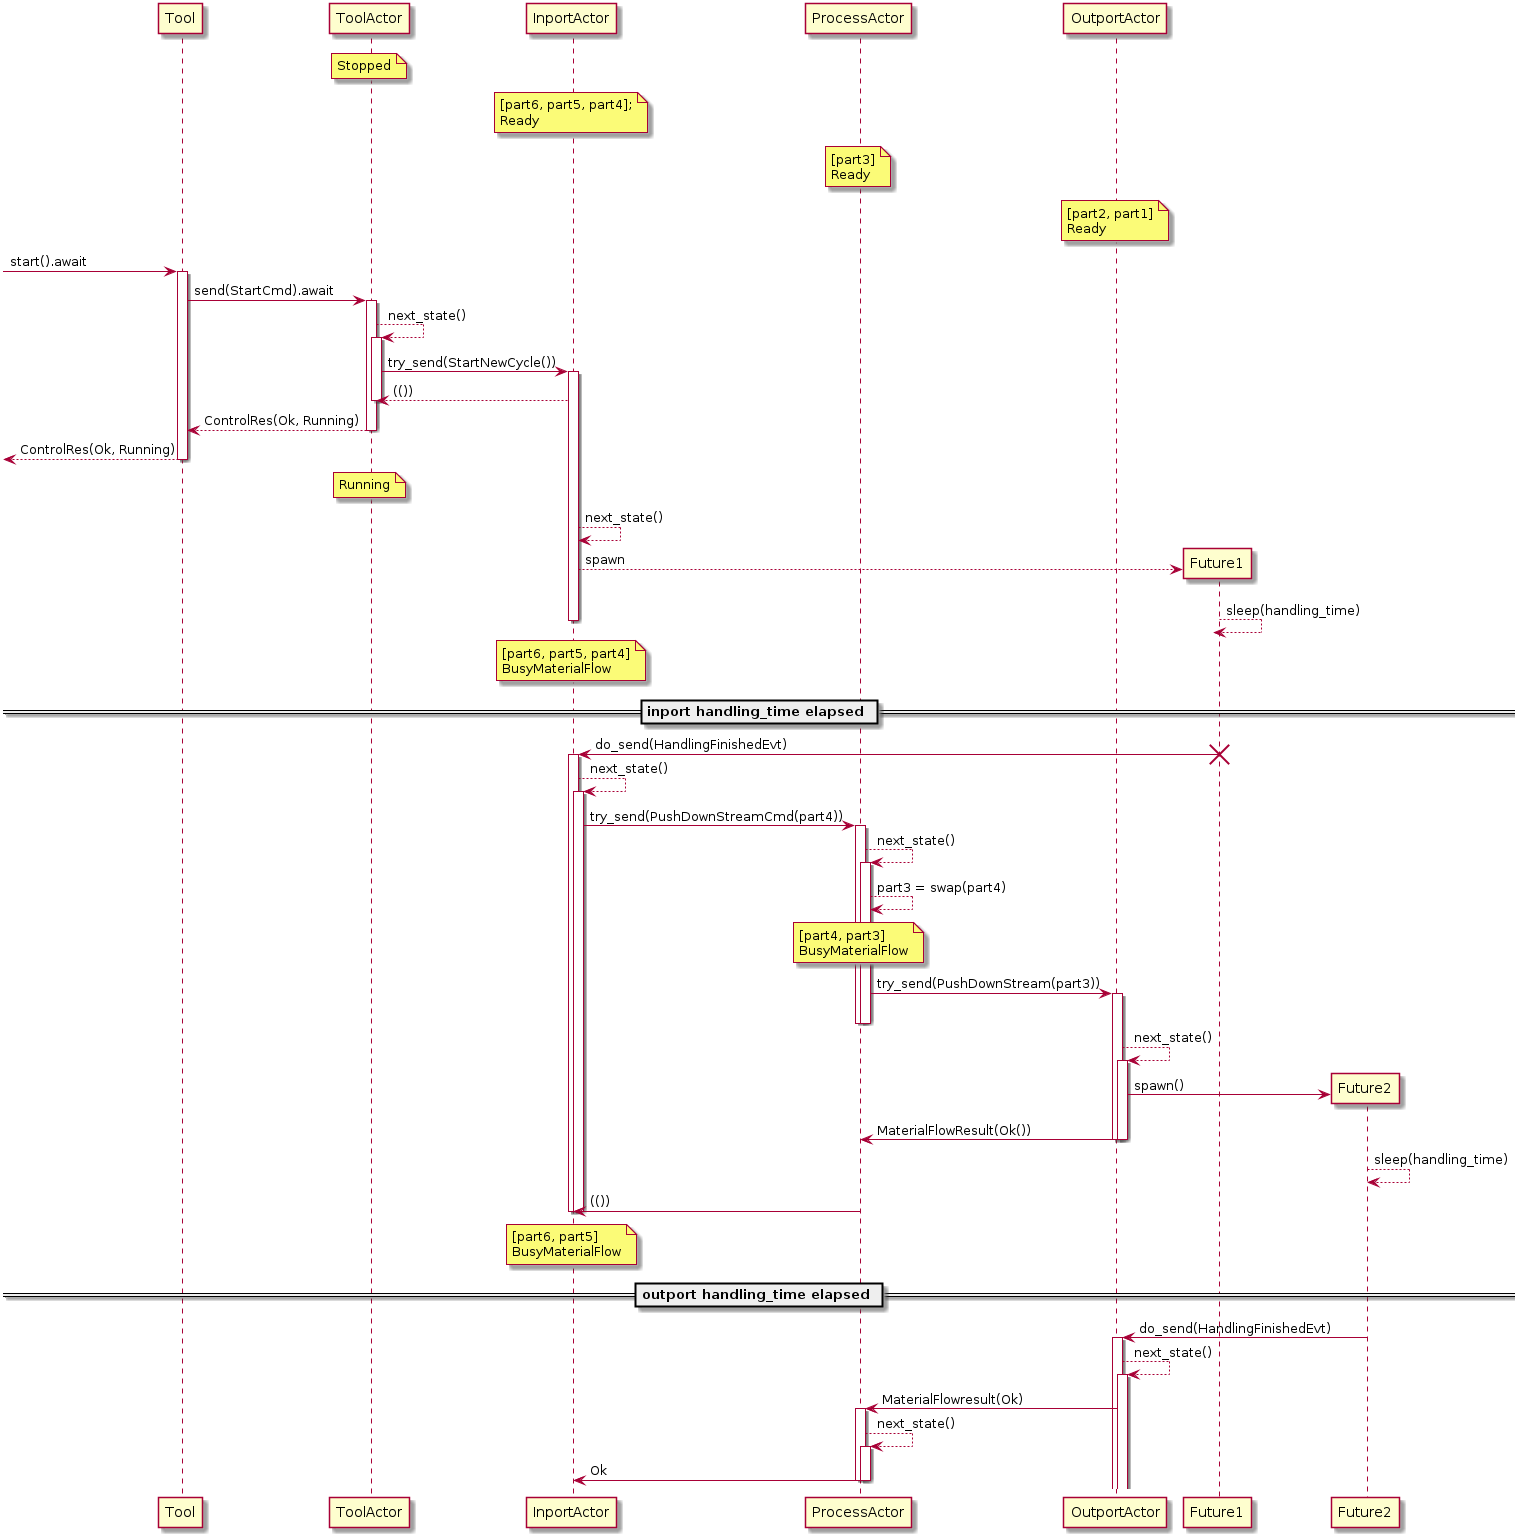 Tool
ToolActor
InportActor
ProcessActor
OutportActor
Stopped
[part6, part5, part4];
Ready
[part3]
Ready
[part2, part1]
Ready
start().await
send(StartCmd).await
next_state()
try_send(StartNewCycle())
(())
ControlRes(Ok, Running)
ControlRes(Ok, Running)
Running
next_state()
spawn
Future1
sleep(handling_time)
[part6, part5, part4]
BusyMaterialFlow
inport handling_time elapsed
do_send(HandlingFinishedEvt)
next_state()
try_send(PushDownStreamCmd(part4))
next_state()
part3 = swap(part4)
[part4, part3]
BusyMaterialFlow
try_send(PushDownStream(part3))
next_state()
spawn()
Future2
MaterialFlowResult(Ok())
sleep(handling_time)
(())
[part6, part5]
BusyMaterialFlow
outport handling_time elapsed
do_send(HandlingFinishedEvt)
next_state()
MaterialFlowresult(Ok)
next_state()
Ok
Tool
ToolActor
InportActor
ProcessActor
OutportActor
Future1
Future2